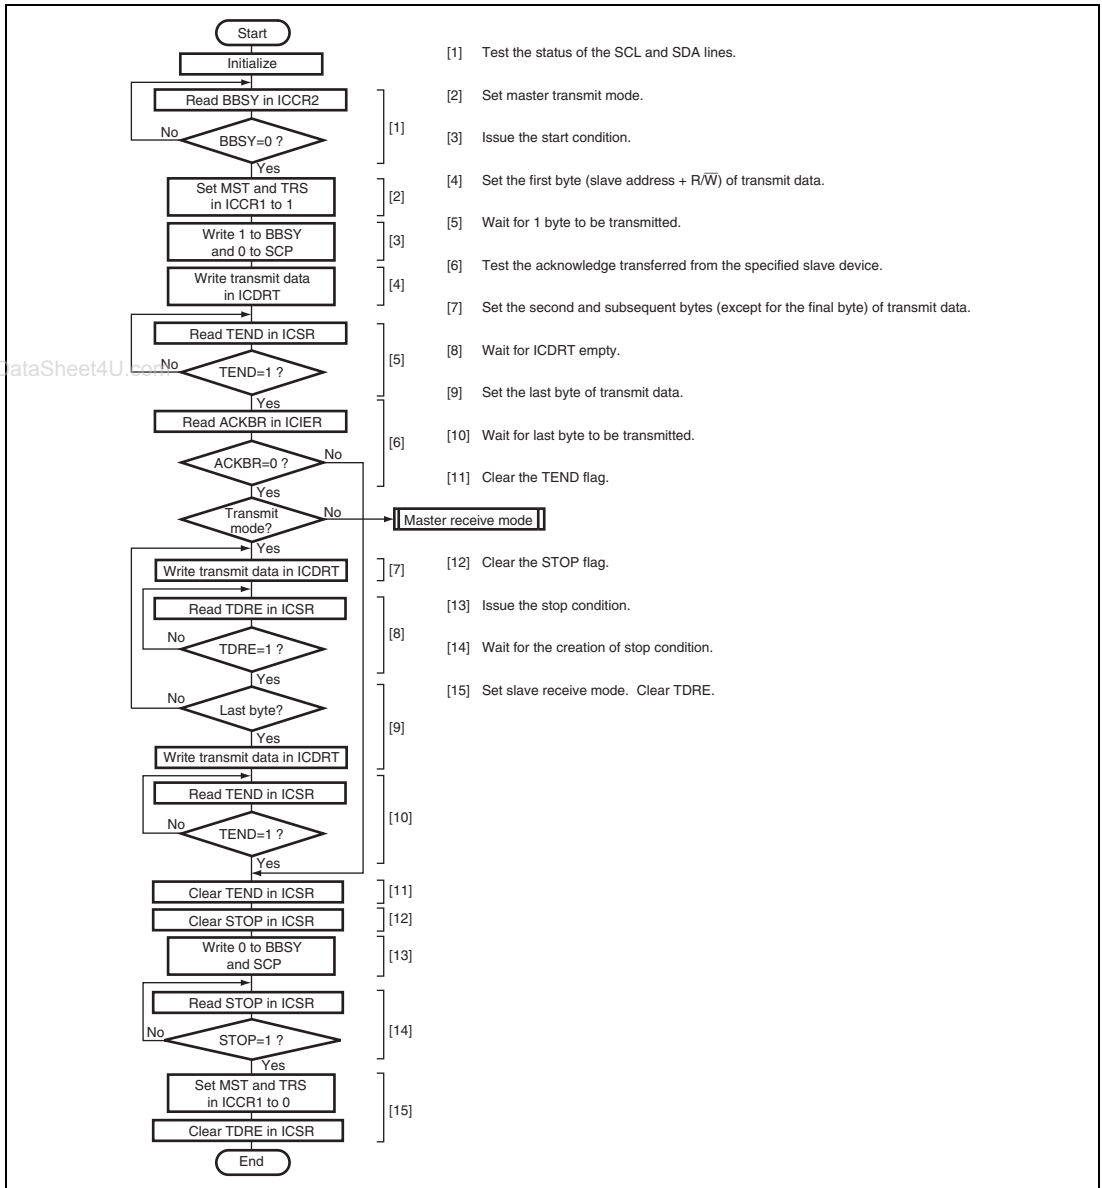 Start
Initialize
Read BBSY in ICCR2
BBSY=0 ?
No
Yes
[1]
Set MST and TRS
in ICCR1 to 1
[2]
Write 1 to BBSY
and 0 to SCP
[3]
Write transmit data
in ICDRT
[4]
Read TEND in ICSR
TEND=1 ?
No
Yes
[5]
Read ACKBR in ICIER
ACKBR=0 ?
No
Yes
[6]
Transmit
mode?
No
Master receive mode
Yes
Write transmit data in ICDRT
[7]
Read TDRE in ICSR
TDRE=1 ?
No
Yes
[8]
Last byte?
No
Yes
Write transmit data in ICDRT
[9]
Read TEND in ICSR
TEND=1 ?
No
Yes
[10]
Clear TEND in ICSR
[11]
Clear STOP in ICSR
[12]
Write 0 to BBSY
and SCP
[13]
Read STOP in ICSR
STOP=1 ?
No
Yes
[14]
Set MST and TRS
in ICCR1 to 0
Clear TDRE in ICSR
[15]
End
[1] Test the status of the SCL and SDA lines.
[2] Set master transmit mode.
[3] Issue the start condition.
[4] Set the first byte (slave address + R/W̅) of transmit data.
[5] Wait for 1 byte to be transmitted.
[6] Test the acknowledge transferred from the specified slave device.
[7] Set the second and subsequent bytes (except for the final byte) of transmit data.
[8] Wait for ICDRT empty.
[9] Set the last byte of transmit data.
[10] Wait for last byte to be transmitted.
[11] Clear the TEND flag.
[12] Clear the STOP flag.
[13] Issue the stop condition.
[14] Wait for the creation of stop condition.
[15] Set slave receive mode. Clear TDRE.
DataSheet4U.com